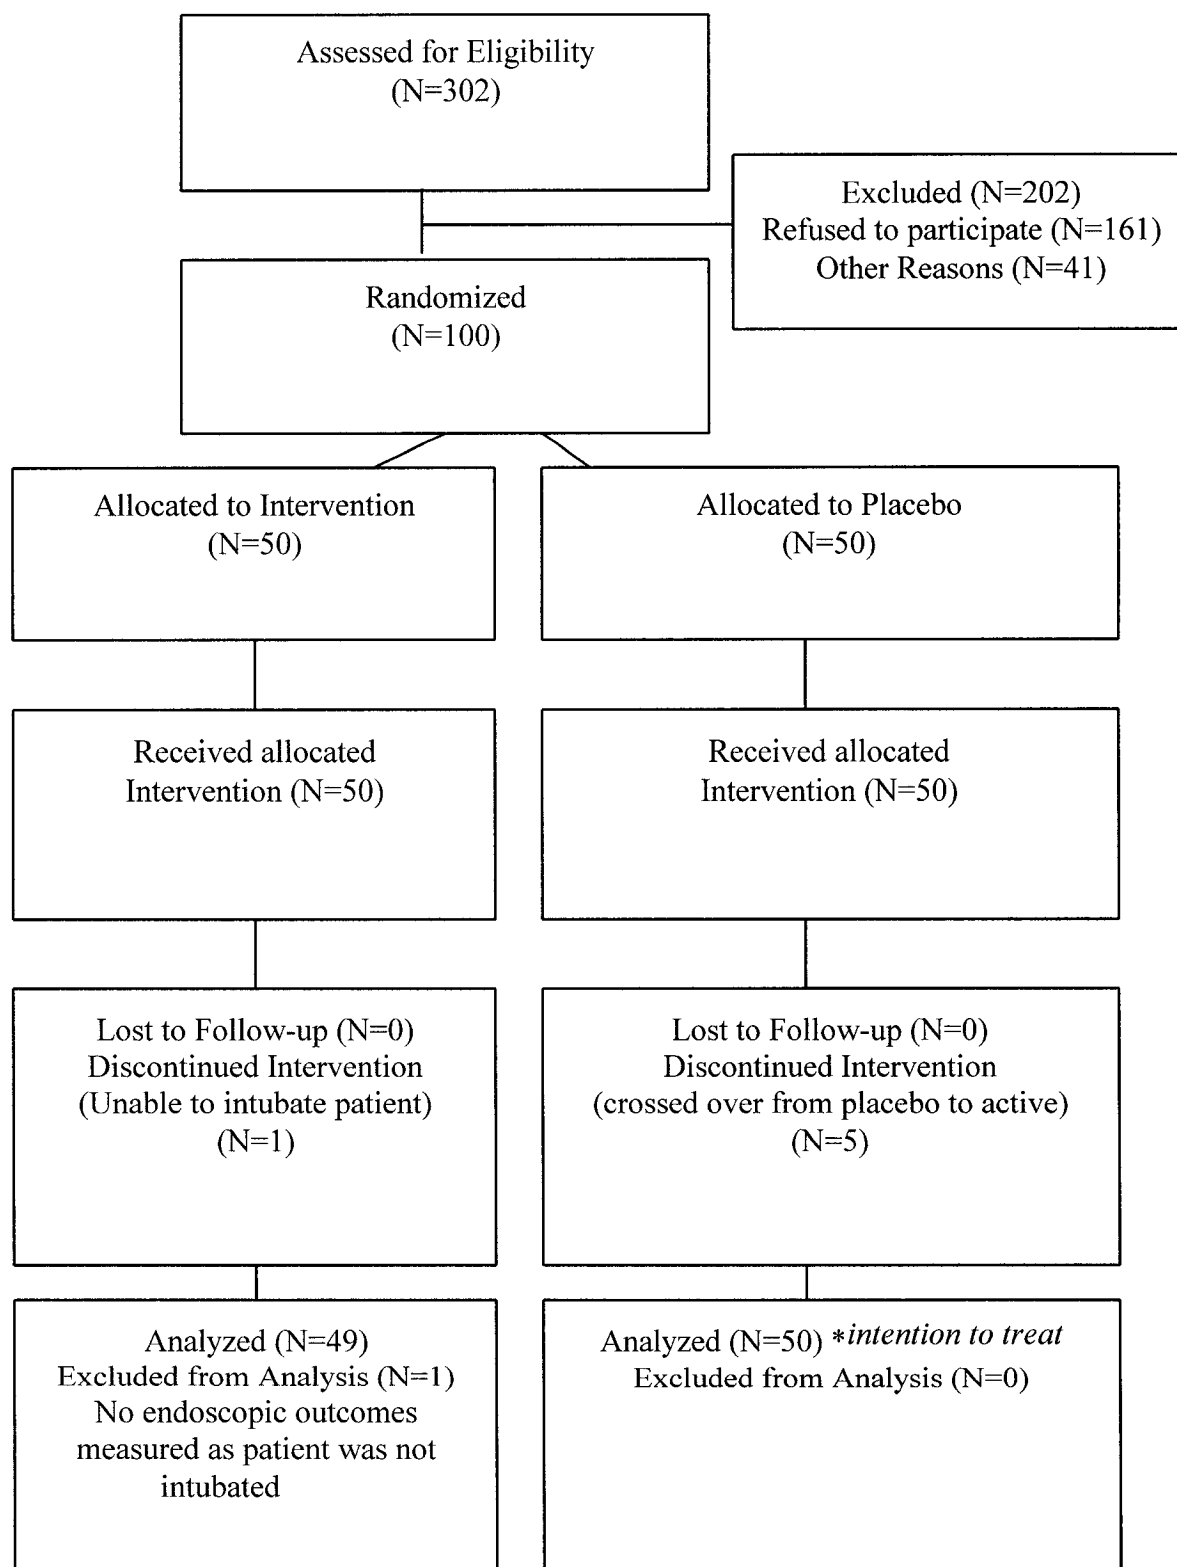 Assessed for Eligibility
(N=302)
Excluded (N=202)
Refused to participate (N=161)
Other Reasons (N=41)
Randomized
(N=100)
Allocated to Intervention
(N=50)
Allocated to Placebo
(N=50)
Received allocated
Intervention (N=50)
Received allocated
Intervention (N=50)
Lost to Follow-up (N=0)
Discontinued Intervention
(Unable to intubate patient)
(N=1)
Lost to Follow-up (N=0)
Discontinued Intervention
(crossed over from placebo to active)
(N=5)
Analyzed (N=49)
Excluded from Analysis (N=1)
No endoscopic outcomes
measured as patient was not
intubated
Analyzed (N=50) *intention to treat
Excluded from Analysis (N=0)